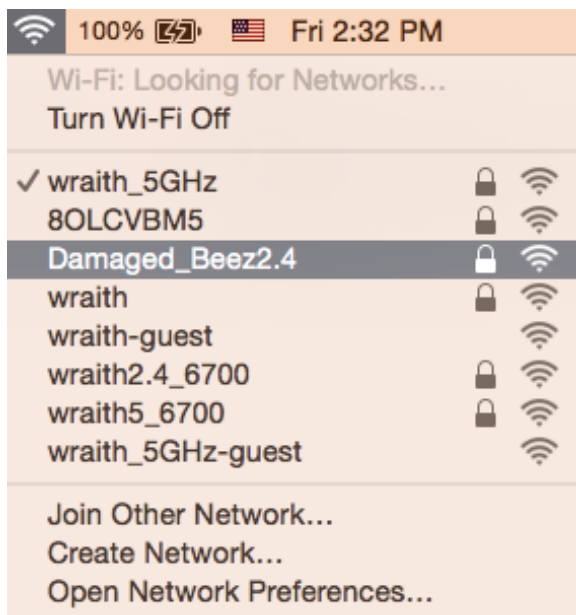 100% Fri 2:32 PM
Wi-Fi: Looking for Networks...
Turn Wi-Fi Off
wraith_5GHz
8OLCVBM5
Damaged_Beez2.4
wraith
wraith-guest
wraith2.4_6700
wraith5_6700
wraith_5GHz-guest
Join Other Network...
Create Network...
Open Network Preferences...